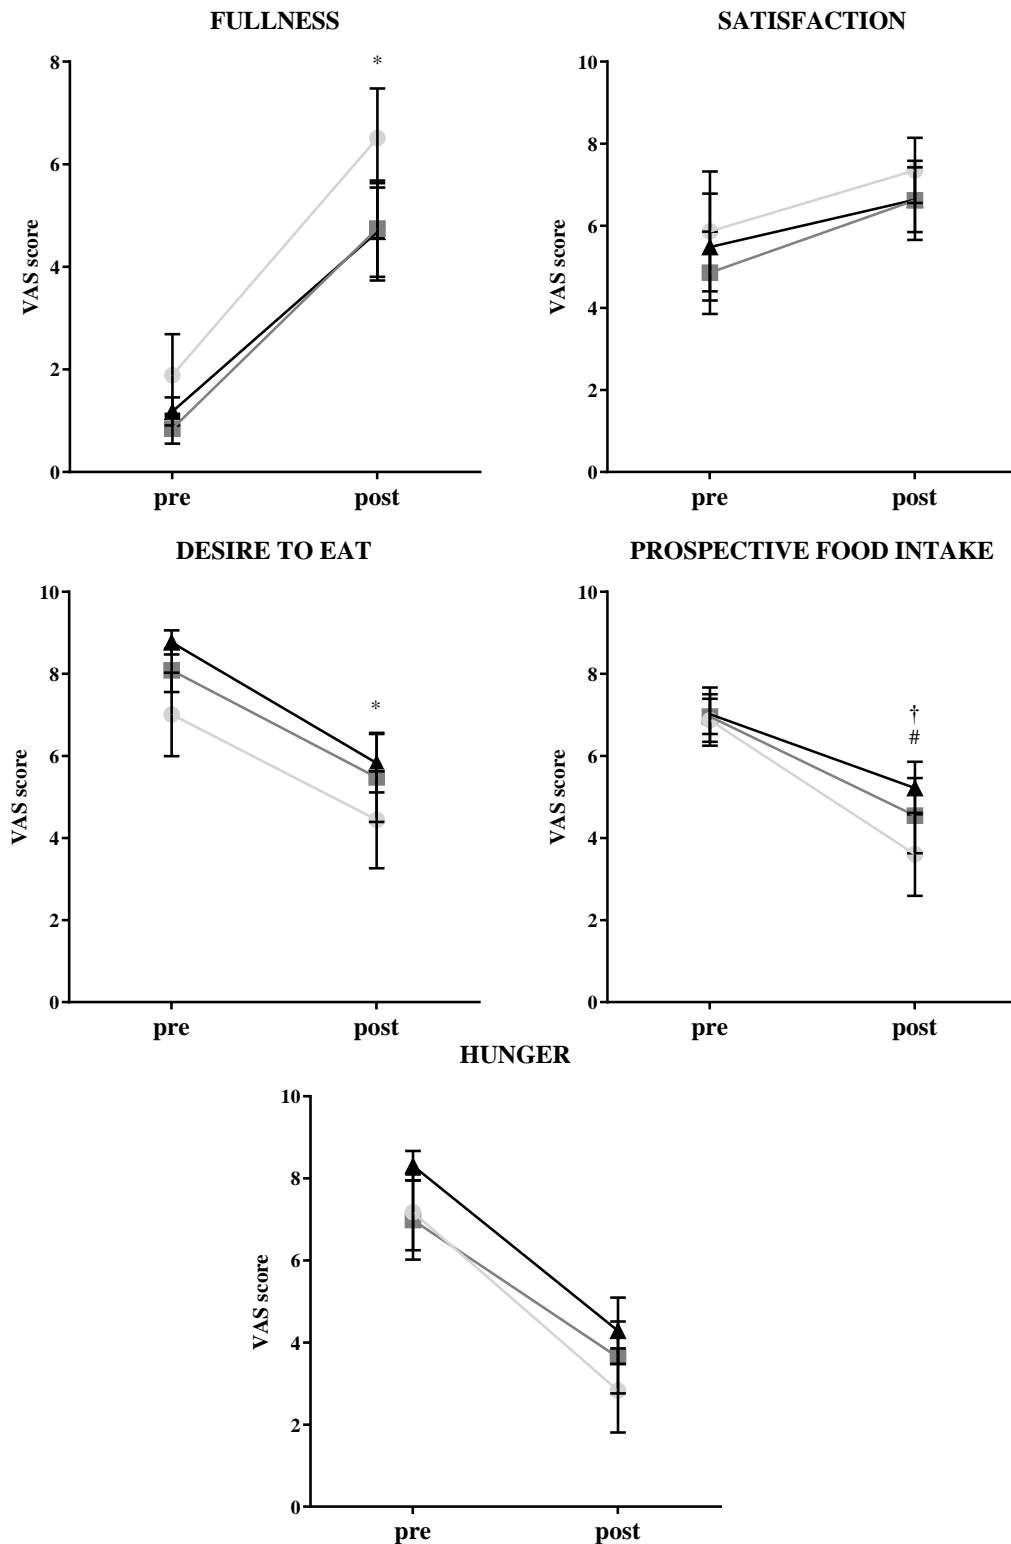 FULLNESS
8
6
4
2
0
VAS score
*
pre
post
SATISFACTION
10
8
6
4
2
0
VAS score
pre
post
DESIRE TO EAT
10
8
6
4
2
0
VAS score
*
pre
post
PROSPECTIVE FOOD INTAKE
10
8
6
4
2
0
VAS score
†
#
pre
post
HUNGER
10
8
6
4
2
0
VAS score
pre
post